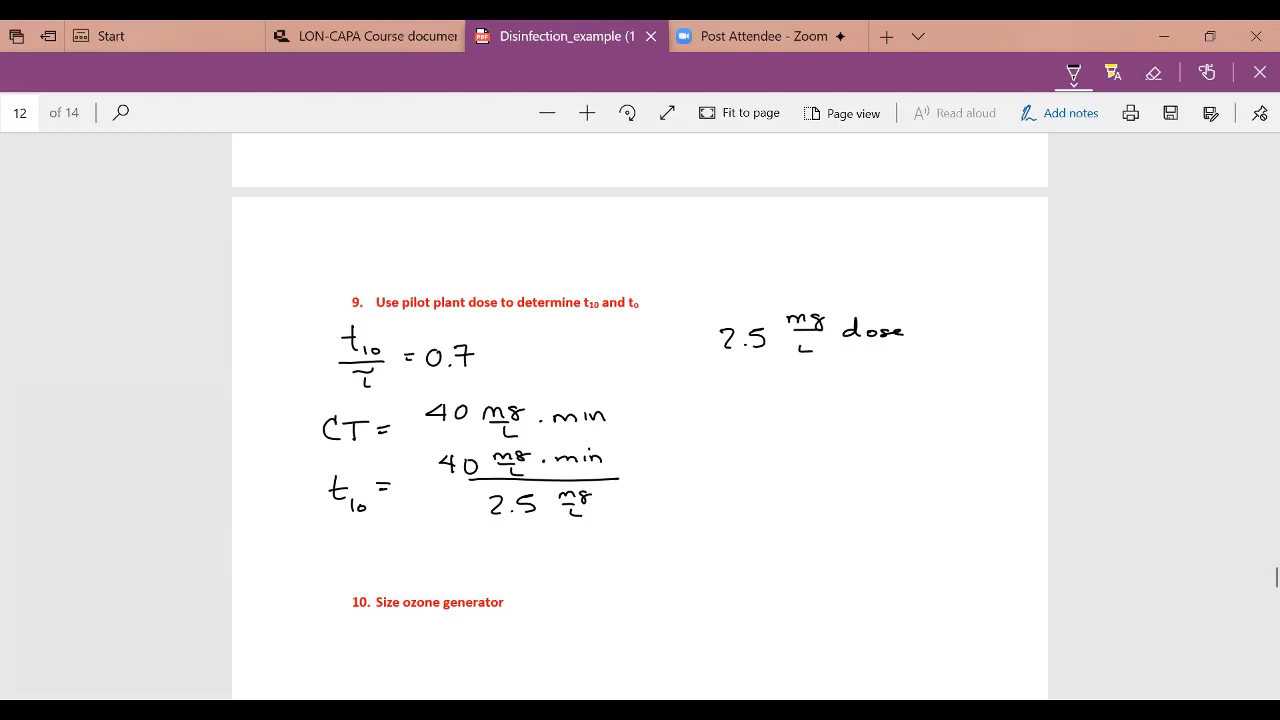 Start
LON-CAPA Course documen
Disinfection_example (1
Post Attendee - Zoom
12 of 14
Fit to page
Page view
Read aloud
Add notes
9. Use pilot plant dose to determine t₁₀ and tₒ
t₁₀/τ = 0.7
2.5 mg/L dose
CT = 40 mg/L · min
t₁₀ = 40 mg/L · min / 2.5 mg/L
10. Size ozone generator